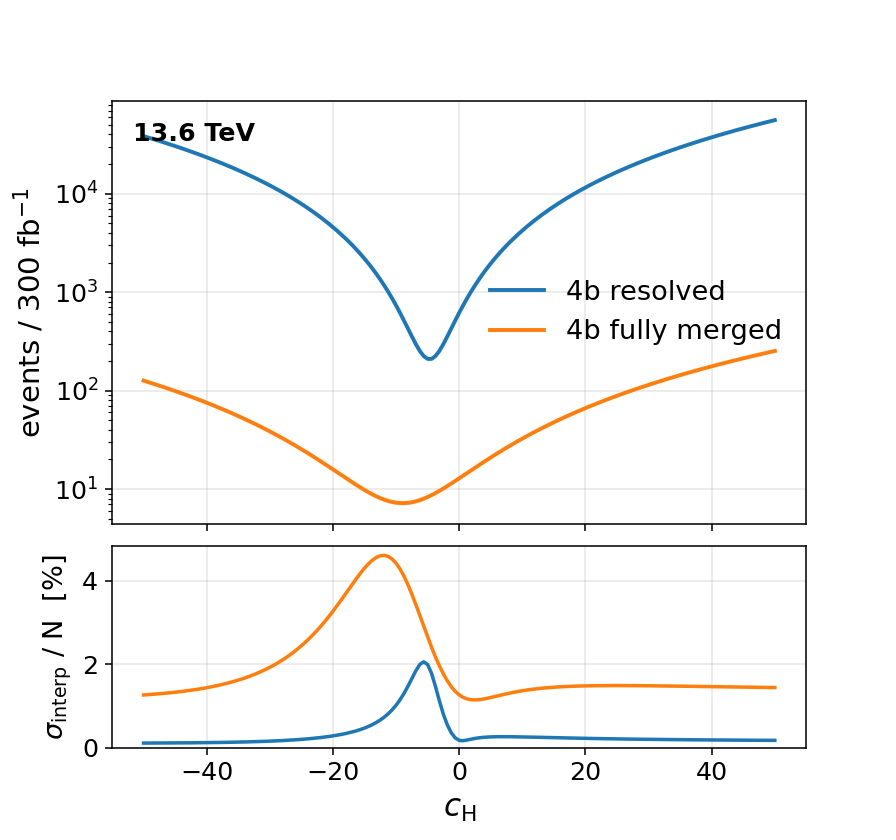 13.6 TeV
events / 300 fb⁻¹
10⁴
10³
10²
10¹
4b resolved
4b fully merged
σ_interp / N [%]
4
2
0
−40
−20
0
20
40
c_H